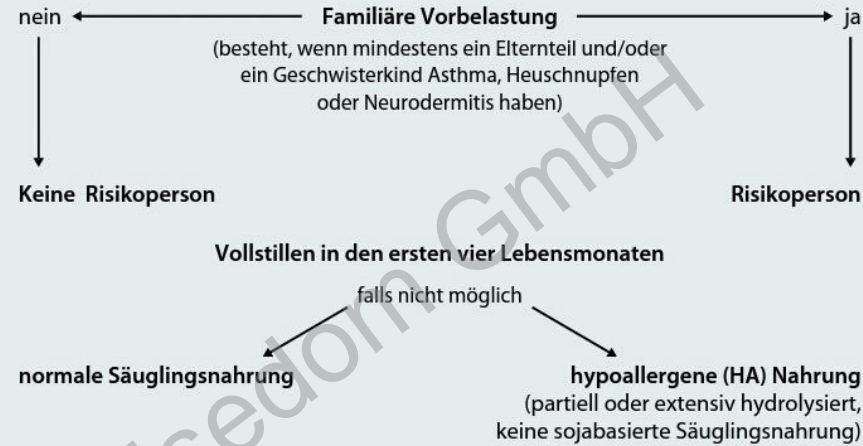 nein Familiäre Vorbelastung ja
(besteht, wenn mindestens ein Elternteil und/oder
ein Geschwisterkind Asthma, Heuschnupfen
oder Neurodermitis haben)
Keine Risikoperson Risikoperson
Vollstillen in den ersten vier Lebensmonaten
falls nicht möglich
normale Säuglingsnahrung hypoallergene (HA) Nahrung
(partiell oder extensiv hydrolysiert,
keine sojabasierte Säuglingsnahrung)
GmbH